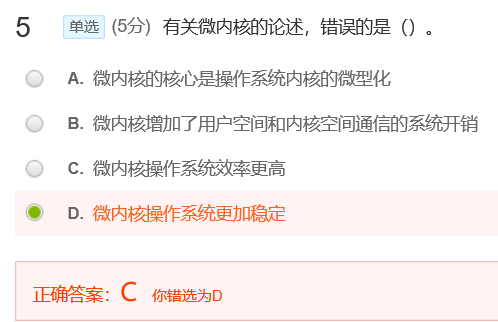 5 单选 (5分) 有关微内核的论述，错误的是（）。
A. 微内核的核心是操作系统内核的微型化
B. 微内核增加了用户空间和内核空间通信的系统开销
C. 微内核操作系统效率更高
D. 微内核操作系统更加稳定
正确答案：C 你错选为D